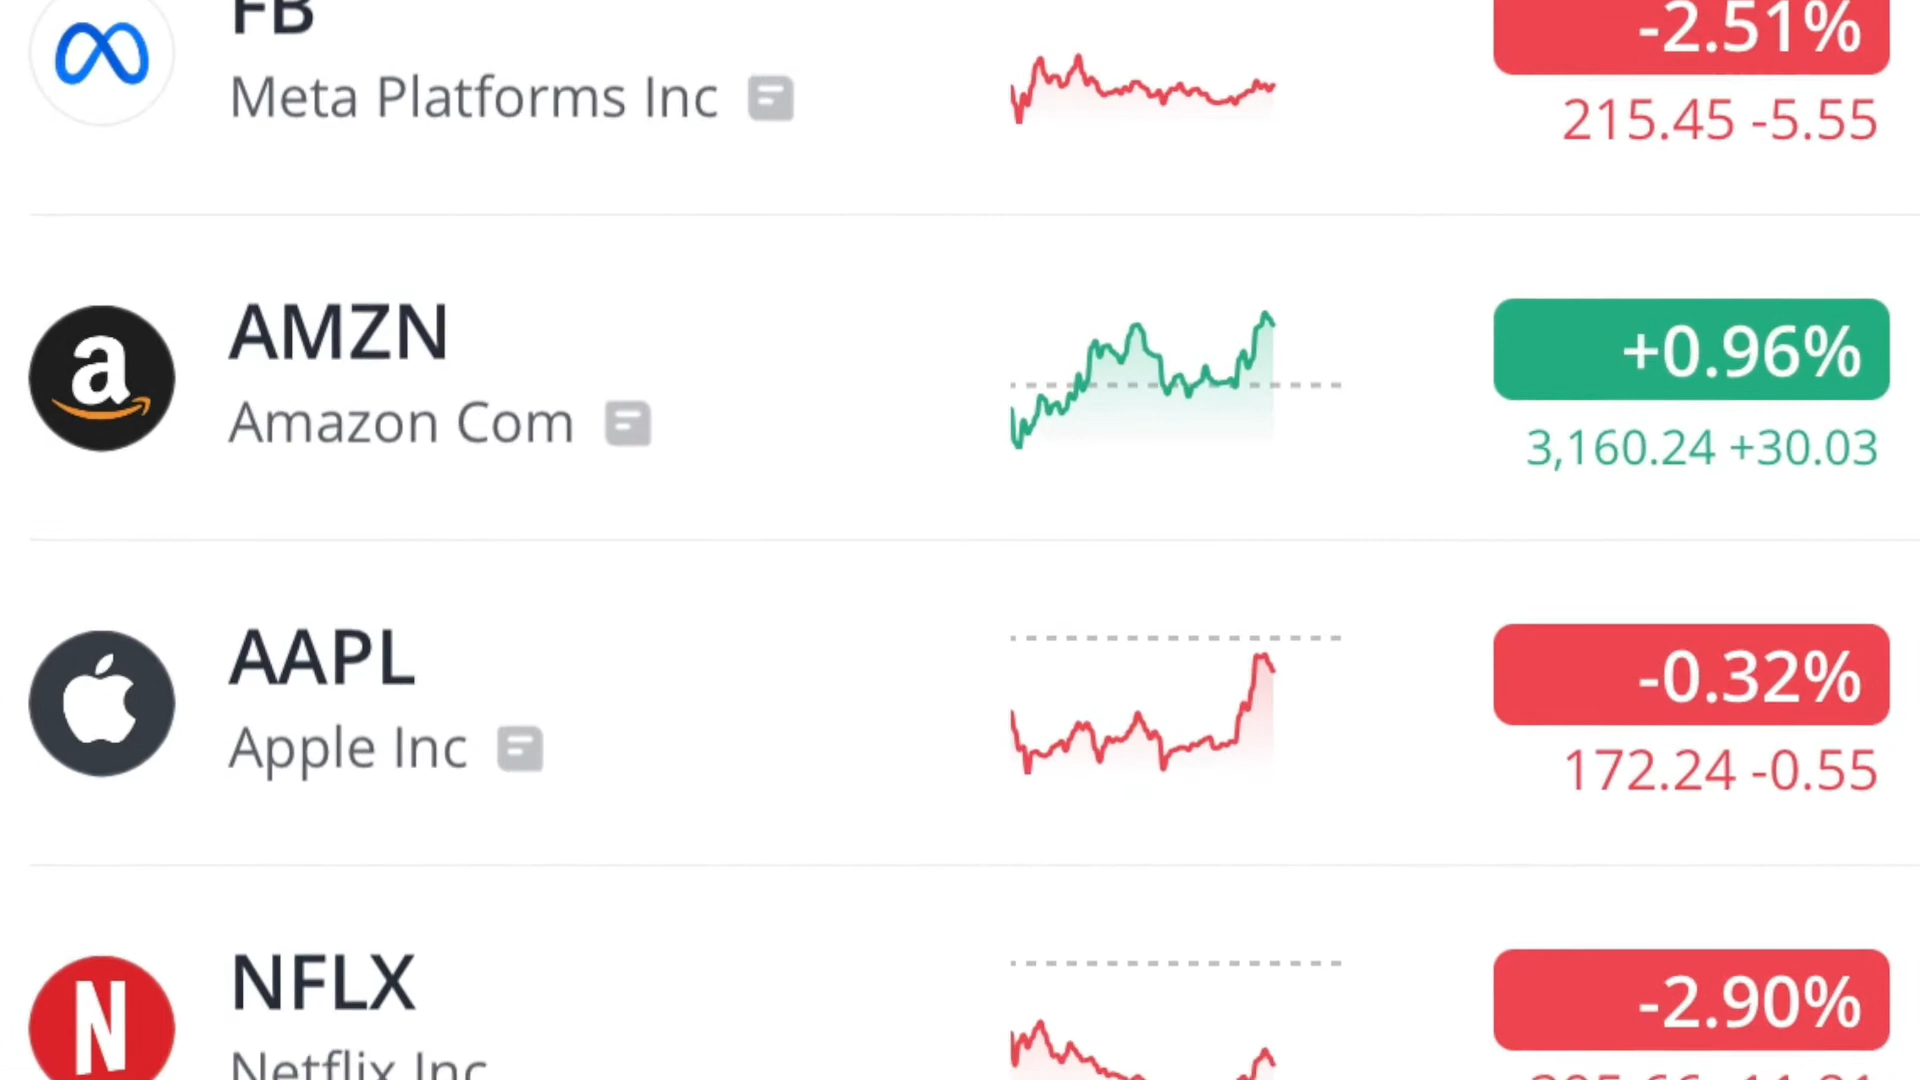 FB
-2.51%
Meta Platforms Inc
215.45 -5.55
AMZN
+0.96%
Amazon Com
3,160.24 +30.03
AAPL
-0.32%
Apple Inc
172.24 -0.55
NFLX
-2.90%
Netflix Inc